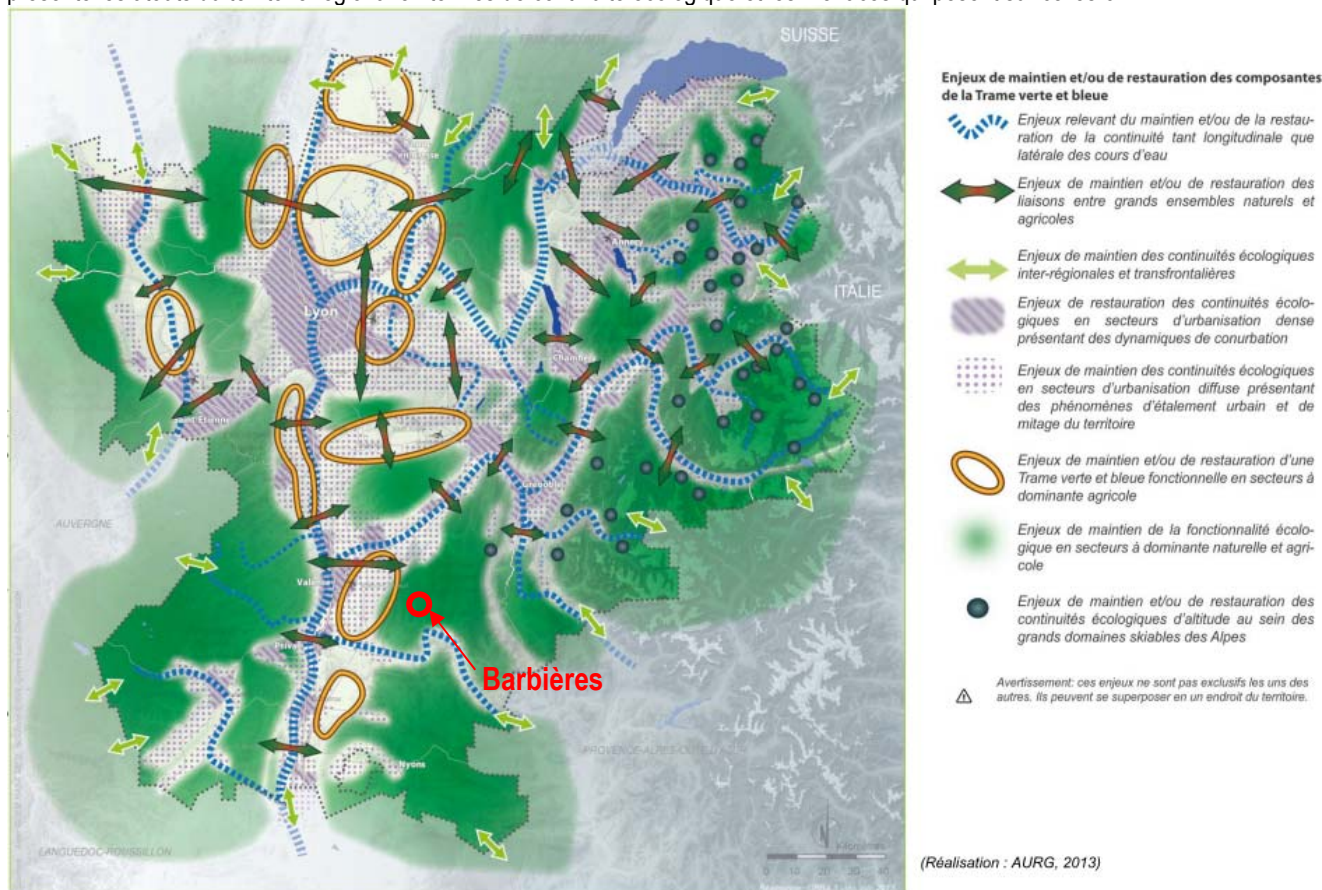 SUISSE
Lyon
Annecy
ITALIE
Chambéry
Saint Etienne
Grenoble
AUVERGNE
Valence
Privas
Barbières
PROVENCE-ALPES-COTE D'AZUR
Nyons
LANGUEDOC-ROUSSILLON
Kilomètres
Enjeux de maintien et/ou de restauration des composantes
de la Trame verte et bleue
Enjeux relevant du maintien et/ou de la restau-
ration de la continuité tant longitudinale que
latérale des cours d'eau
Enjeux de maintien et/ou de restauration des
liaisons entre grands ensembles naturels et
agricoles
Enjeux de maintien des continuités écologiques
inter-régionales et transfrontalières
Enjeux de restauration des continuités écolo-
giques en secteurs d'urbanisation dense
présentant des dynamiques de conurbation
Enjeux de maintien des continuités écologiques
en secteurs d'urbanisation diffuse présentant
des phénomènes d'étalement urbain et de
mitage du territoire
Enjeux de maintien et/ou de restauration d'une
Trame verte et bleue fonctionnelle en secteurs à
dominante agricole
Enjeux de maintien de la fonctionnalité écolo-
gique en secteurs à dominante naturelle et agri-
cole
Enjeux de maintien et/ou de restauration des
continuités écologiques d'altitude au sein des
grands domaines skiables des Alpes
Avertissement: ces enjeux ne sont pas exclusifs les uns des
autres. Ils peuvent se superposer en un endroit du territoire.
(Réalisation : AURG, 2013)